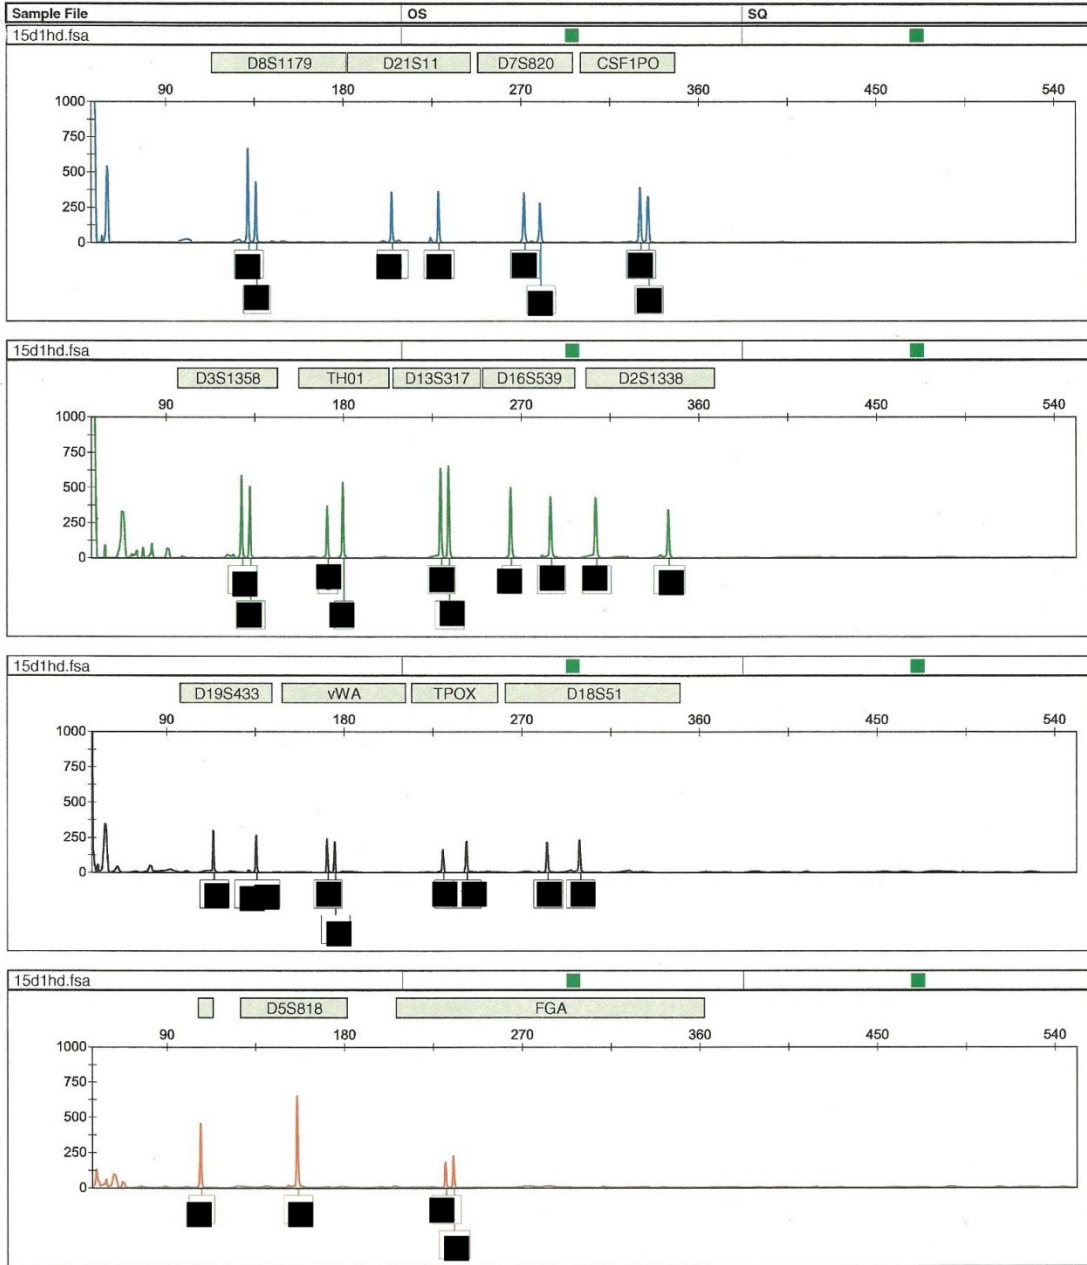 Sample File OS SQ
15d1hd.fsa
D8S1179 D21S11 D7S820 CSF1PO
90 180 270 360 450 540
1000
750
500
250
0
15d1hd.fsa
D3S1358 TH01 D13S317 D16S539 D2S1338
90 180 270 360 450 540
1000
750
500
250
0
15d1hd.fsa
D19S433 vWA TPOX D18S51
90 180 270 360 450 540
1000
750
500
250
0
15d1hd.fsa
D5S818 FGA
90 180 270 360 450 540
1000
750
500
250
0